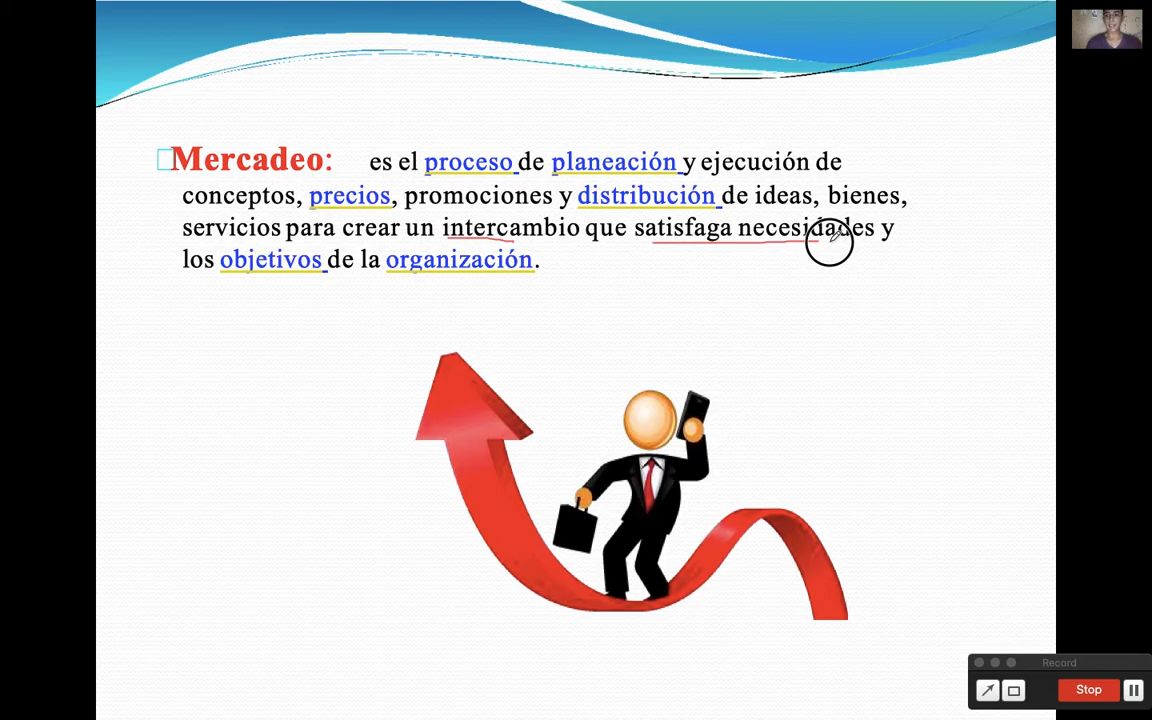 Mercadeo: es el proceso de planeación y ejecución de
conceptos, precios, promociones y distribución de ideas, bienes,
servicios para crear un intercambio que satisfaga necesidades y
los objetivos de la organización.
Record
Stop